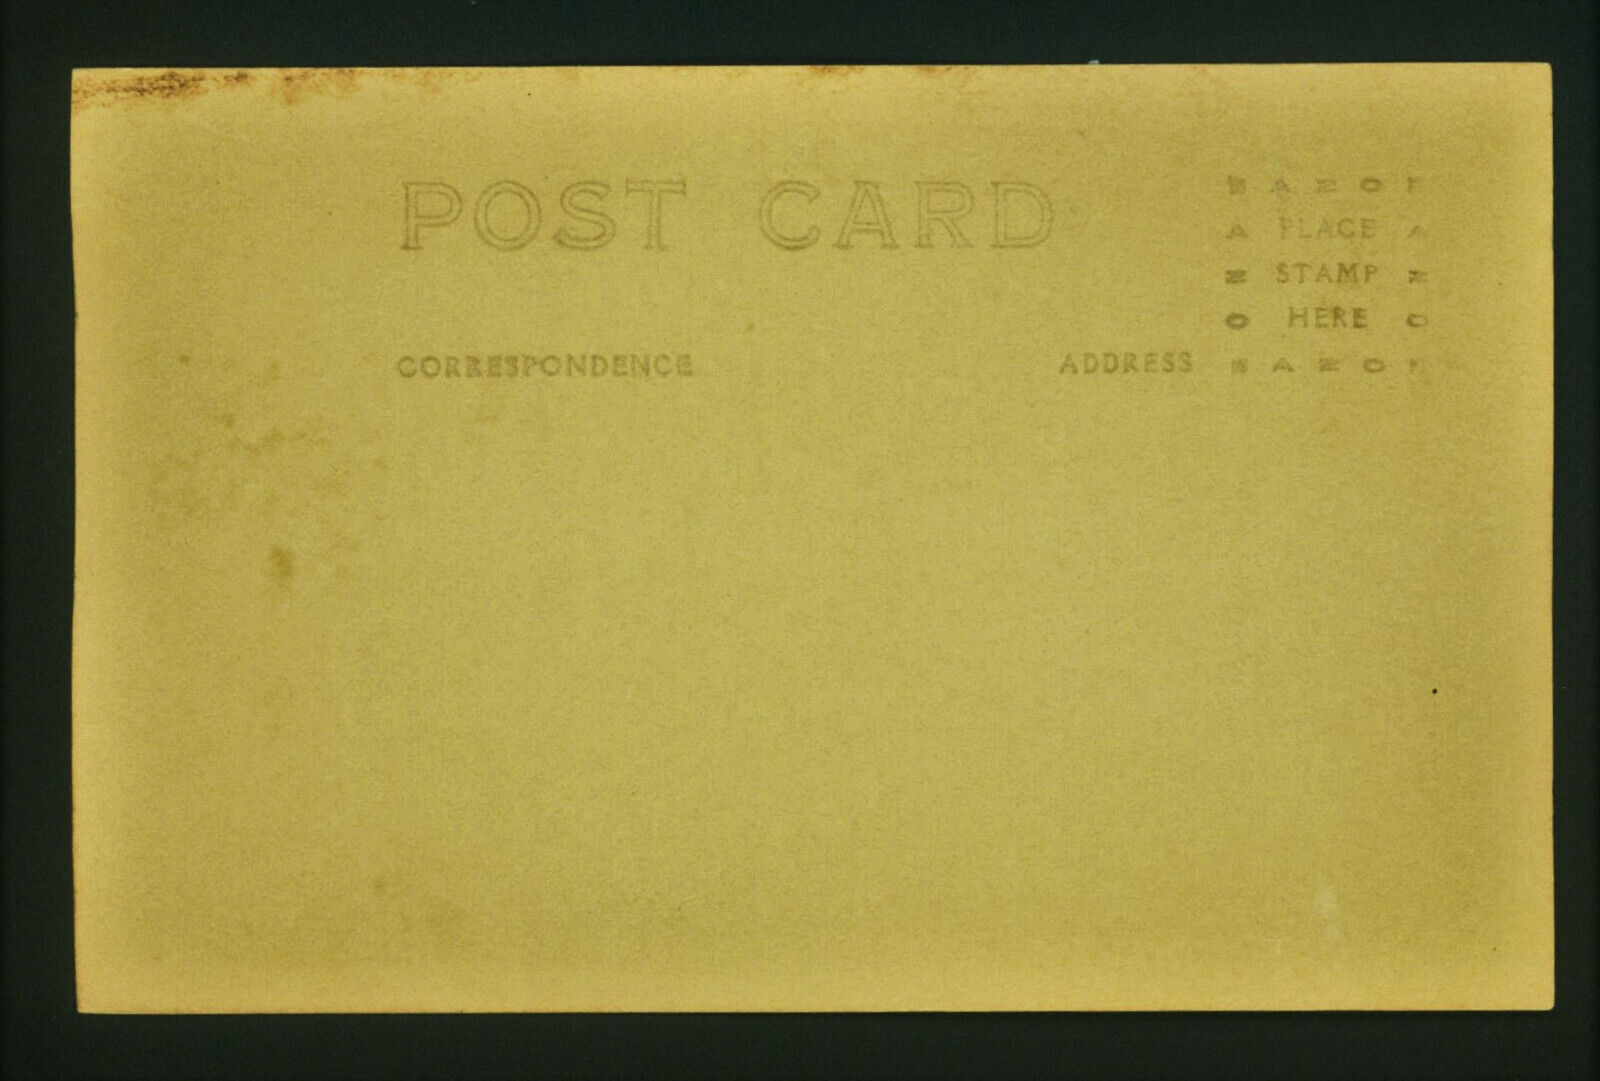 POST CARD
AZO
A PLACE A
Z STAMP Z
O HERE O
CORRESPONDENCE ADDRESS
AZO